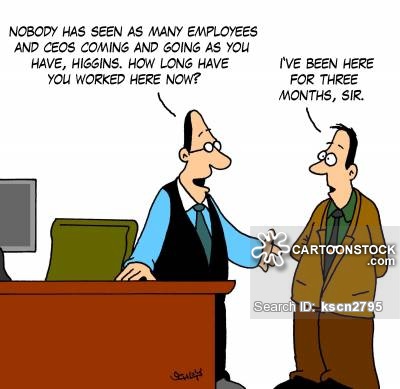 NOBODY HAS SEEN AS MANY EMPLOYEES
AND CEOS COMING AND GOING AS YOU
HAVE, HIGGINS. HOW LONG HAVE
YOU WORKED HERE NOW?
I'VE BEEN HERE
FOR THREE
MONTHS, SIR.
CARTOONSTOCK
.com
Search ID: kscn2795